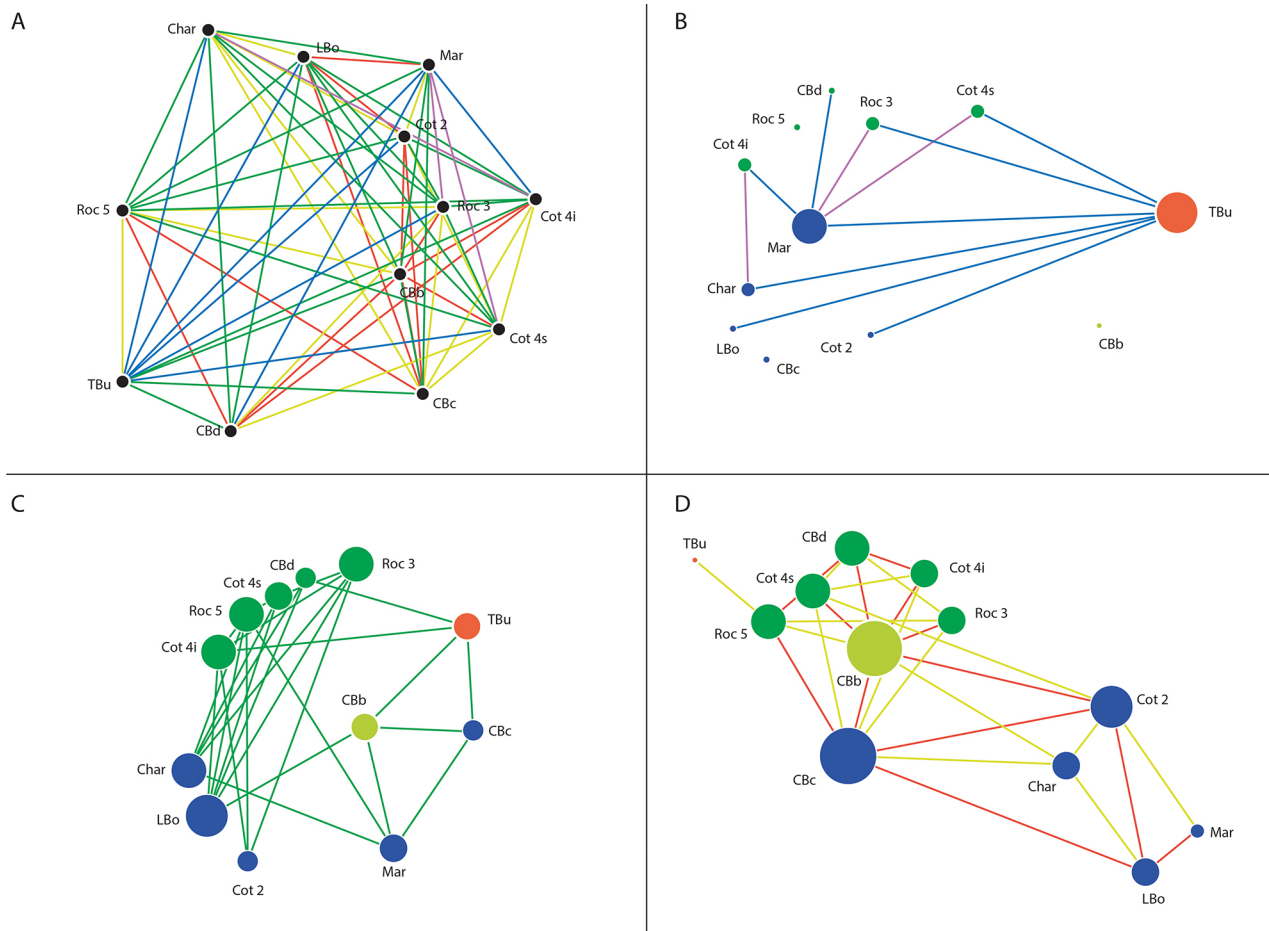 A
Char
LBo
Mar
Cot 2
Roc 5
Roc 3
Cot 4i
CBb
Cot 4s
TBu
CBc
CBd
B
CBd
Roc 3
Cot 4s
Roc 5
Cot 4i
TBu
Mar
Char
LBo
Cot 2
CBb
CBc
C
Roc 3
CBd
Cot 4s
Roc 5
TBu
Cot 4i
CBb
CBc
Char
LBo
Mar
Cot 2
D
CBd
TBu
Cot 4i
Cot 4s
Roc 3
Roc 5
CBb
Cot 2
CBc
Char
Mar
LBo